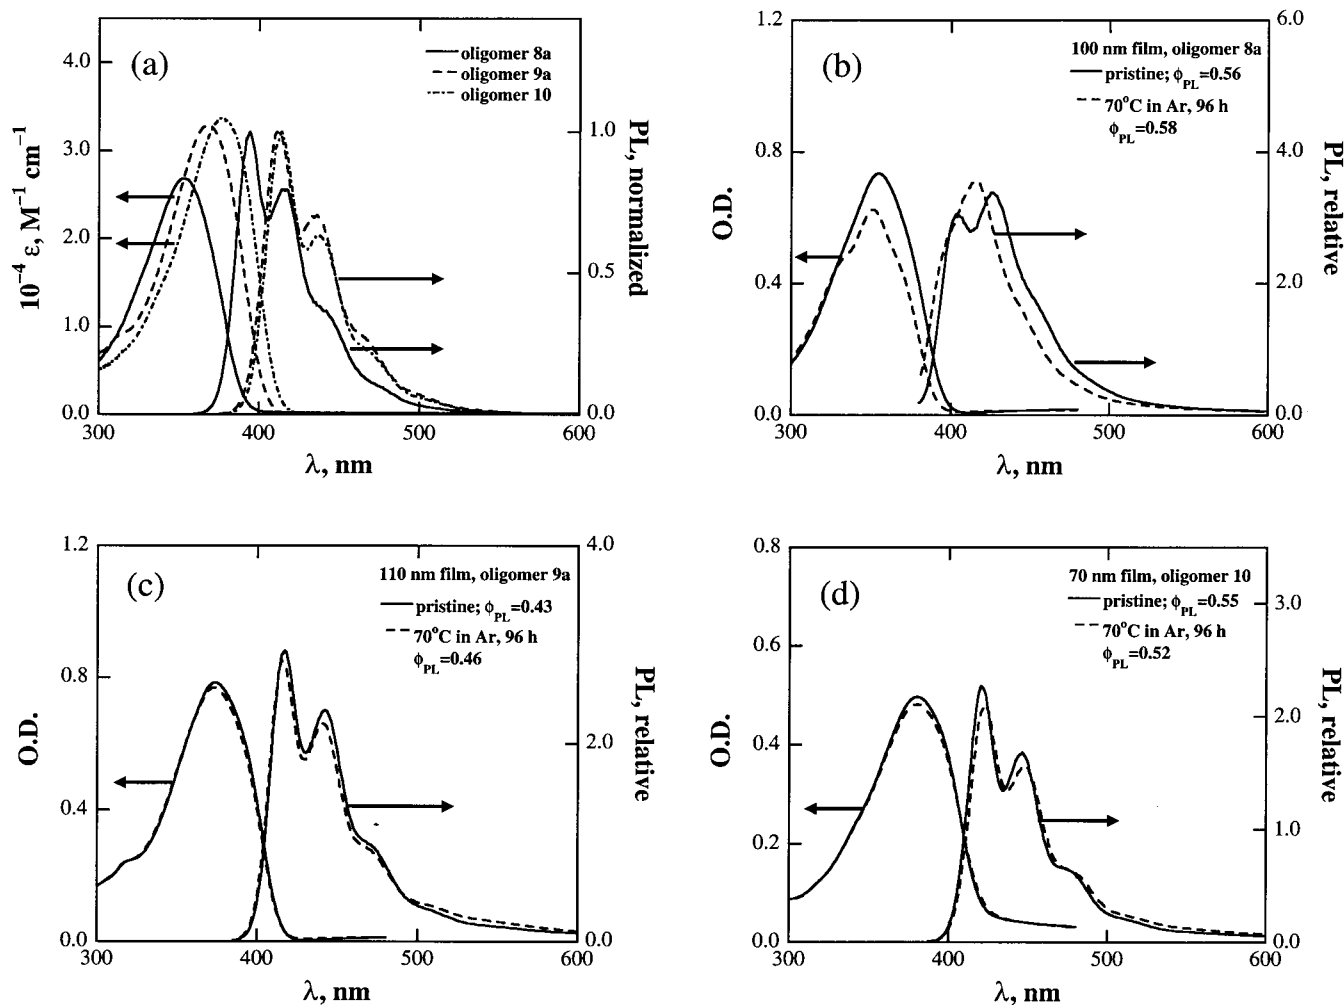 (a)
oligomer 8a
oligomer 9a
oligomer 10
4.0
3.0
2.0
1.0
0.0
10⁻⁴ ε, M⁻¹ cm⁻¹
1.0
0.5
0.0
PL, normalized
300
400
500
600
λ, nm
(b)
100 nm film, oligomer 8a
pristine; ϕPL=0.56
70°C in Ar, 96 h
ϕPL=0.58
1.2
0.8
0.4
0.0
O.D.
6.0
4.0
2.0
0.0
PL, relative
300
400
500
600
λ, nm
(c)
110 nm film, oligomer 9a
pristine; ϕPL=0.43
70°C in Ar, 96 h
ϕPL=0.46
1.2
0.8
0.4
0.0
O.D.
4.0
2.0
0.0
PL, relative
300
400
500
600
λ, nm
(d)
70 nm film, oligomer 10
pristine; ϕPL=0.55
70°C in Ar, 96 h
ϕPL=0.52
0.8
0.6
0.4
0.2
0.0
O.D.
3.0
2.0
1.0
0.0
PL, relative
300
400
500
600
λ, nm